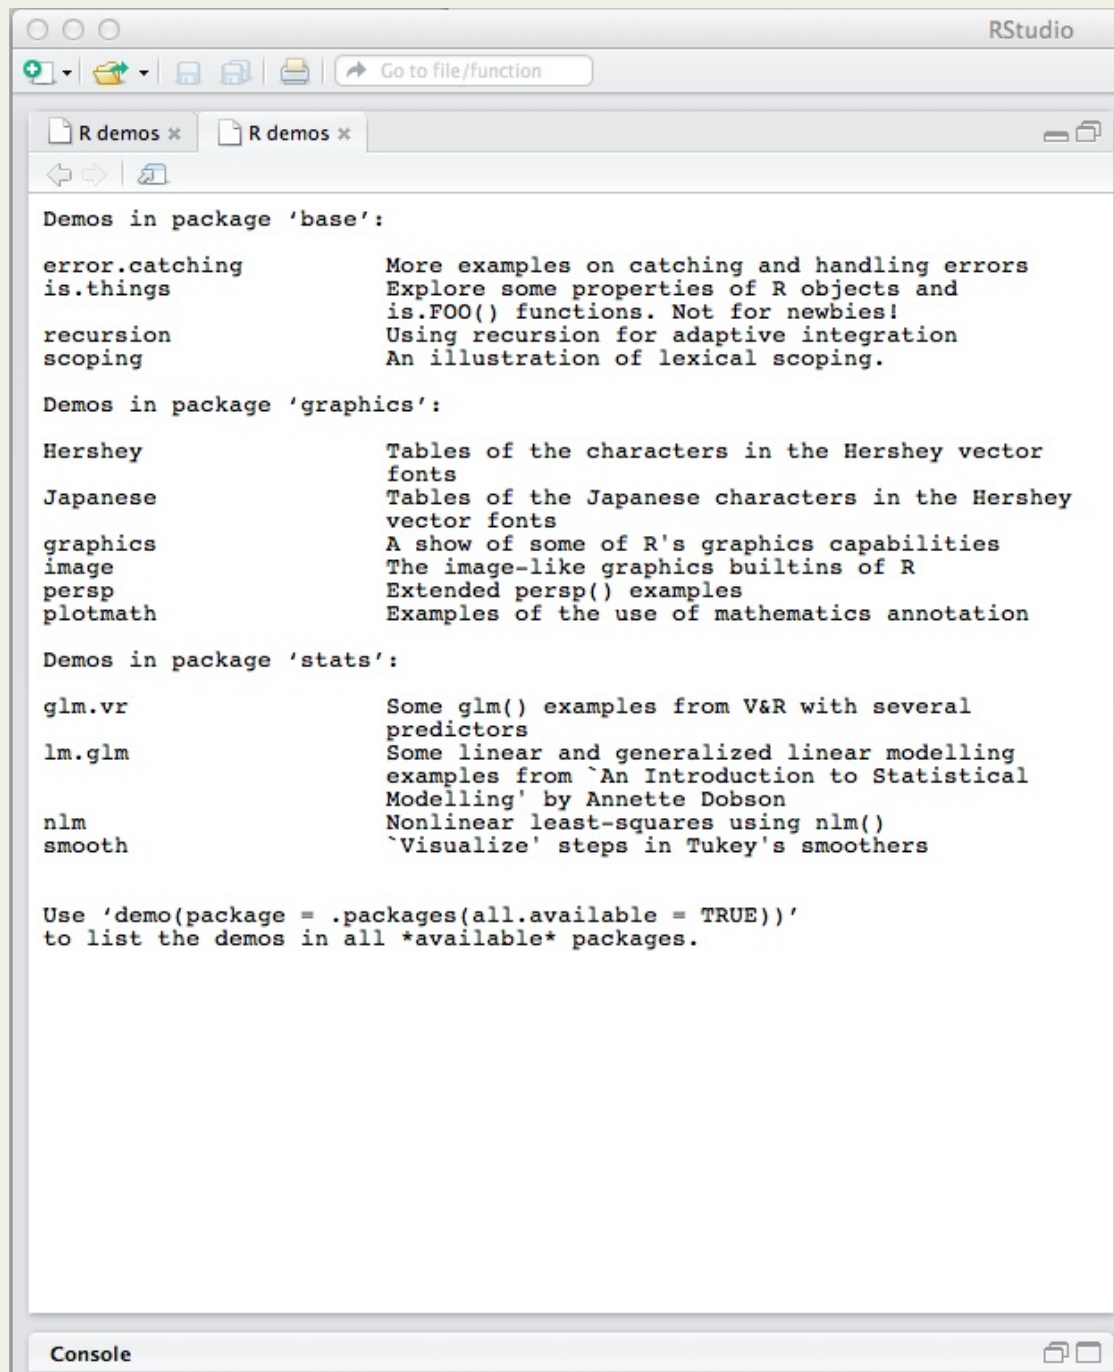 RStudio
Go to file/function
R demos
R demos
Demos in package ‘base’:
error.catching More examples on catching and handling errors
is.things Explore some properties of R objects and
is.FOO() functions. Not for newbies!
recursion Using recursion for adaptive integration
scoping An illustration of lexical scoping.
Demos in package ‘graphics’:
Hershey Tables of the characters in the Hershey vector
fonts
Japanese Tables of the Japanese characters in the Hershey
vector fonts
graphics A show of some of R's graphics capabilities
image The image-like graphics builtins of R
persp Extended persp() examples
plotmath Examples of the use of mathematics annotation
Demos in package ‘stats’:
glm.vr Some glm() examples from V&R with several
predictors
lm.glm Some linear and generalized linear modelling
examples from `An Introduction to Statistical
Modelling' by Annette Dobson
nlm Nonlinear least-squares using nlm()
smooth `Visualize' steps in Tukey's smoothers
Use ‘demo(package = .packages(all.available = TRUE))’
to list the demos in all *available* packages.
Console